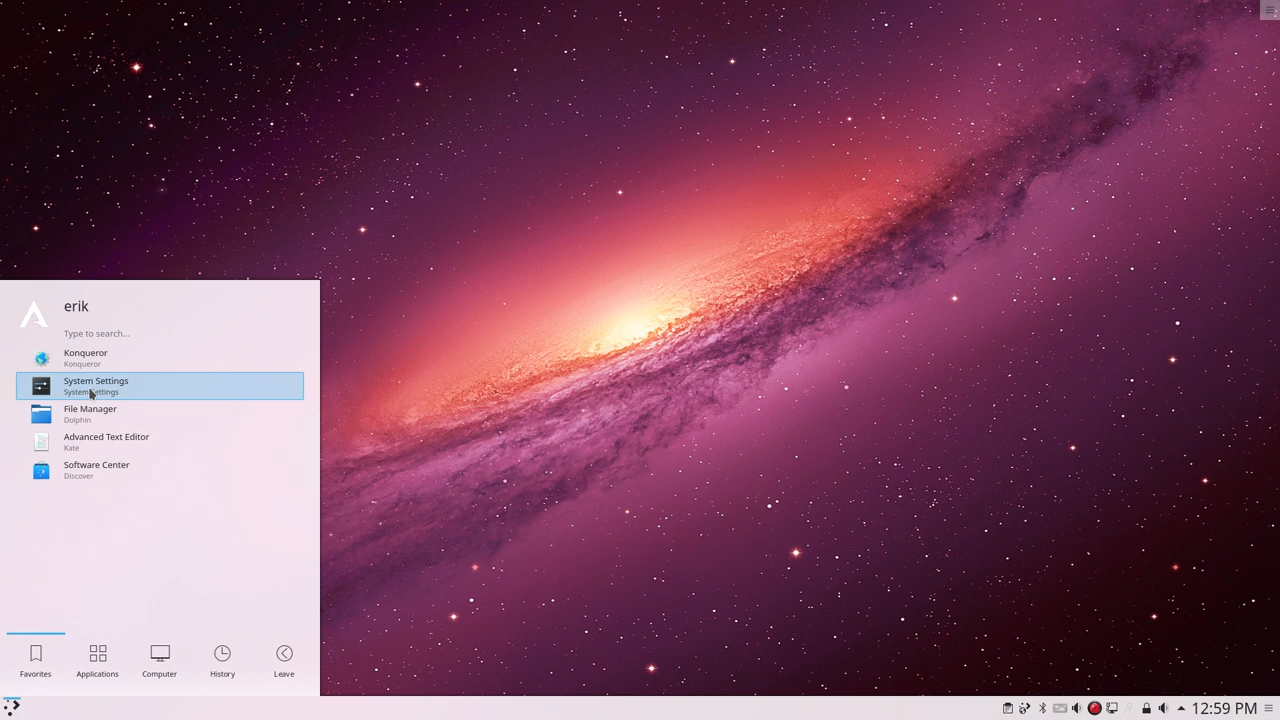 erik
Type to search...
Konqueror
Konqueror
System Settings
System Settings
File Manager
Dolphin
Advanced Text Editor
Kate
Software Center
Discover
Favorites
Applications
Computer
History
Leave
12:59 PM